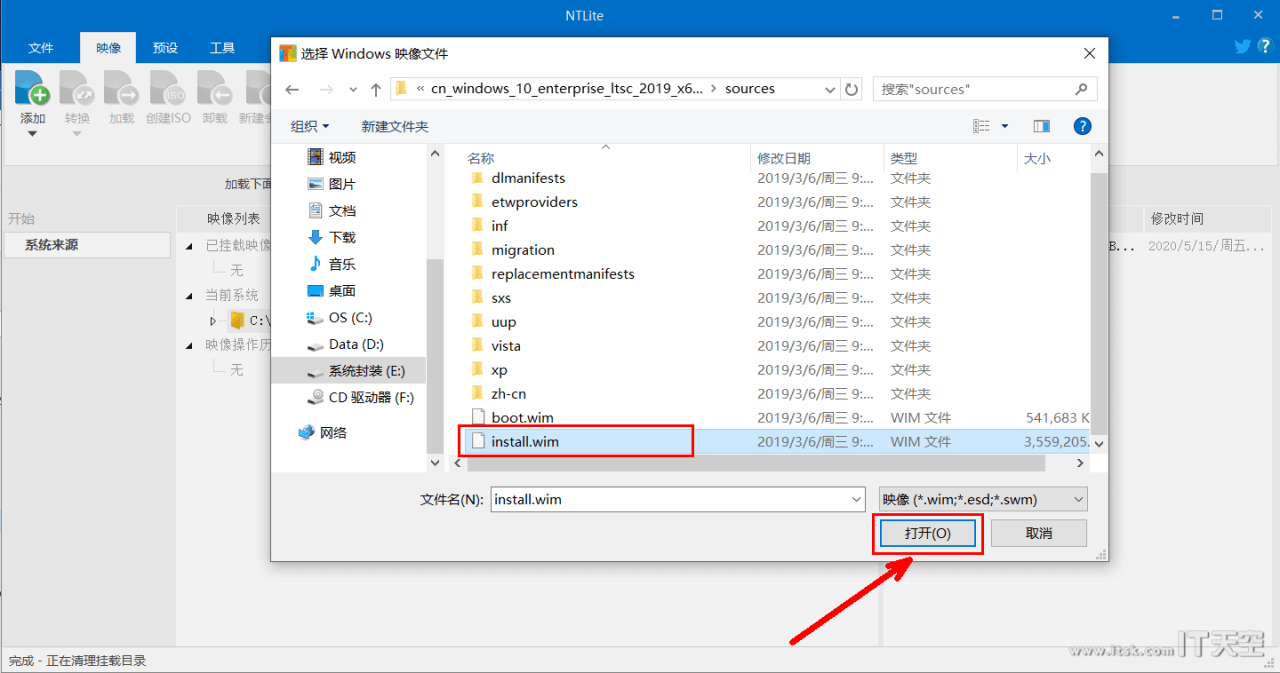 NTLite
文件 映像 预设 工具
添加 转换 加载 创建ISO 卸载
加载下面
开始
系统来源
映像列表
已挂载映像
无
当前系统
C:\
映像操作历
无
修改时间
B... 2020/5/15/周五...
选择 Windows 映像文件
« cn_windows_10_enterprise_ltsc_2019_x6... › sources
搜索"sources"
组织 新建文件夹
视频
图片
文档
下载
音乐
桌面
OS (C:)
Data (D:)
系统封装 (E:)
CD 驱动器 (F:)
网络
名称 修改日期 类型 大小
dlmanifests 2019/3/6/周三 9:... 文件夹
etwproviders 2019/3/6/周三 9:... 文件夹
inf 2019/3/6/周三 9:... 文件夹
migration 2019/3/6/周三 9:... 文件夹
replacementmanifests 2019/3/6/周三 9:... 文件夹
sxs 2019/3/6/周三 9:... 文件夹
uup 2019/3/6/周三 9:... 文件夹
vista 2019/3/6/周三 9:... 文件夹
xp 2019/3/6/周三 9:... 文件夹
zh-cn 2019/3/6/周三 9:... 文件夹
boot.wim 2019/3/6/周三 9:... WIM 文件 541,683 K
install.wim 2019/3/6/周三 9:... WIM 文件 3,559,205.
文件名(N): install.wim 映像 (*.wim;*.esd;*.swm)
打开(O) 取消
完成 - 正在清理挂载目录
www.itsk.com IT天空